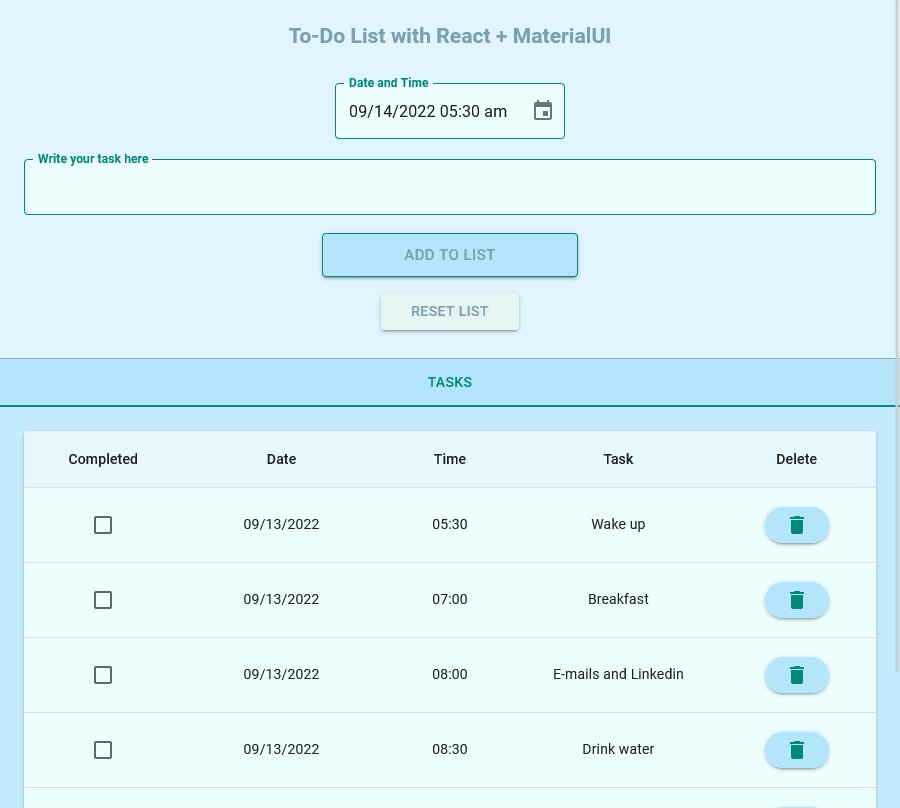 To-Do List with React + MaterialUI
Date and Time
09/14/2022 05:30 am
Write your task here
ADD TO LIST
RESET LIST
TASKS
Completed Date Time Task Delete
09/13/2022 05:30 Wake up
09/13/2022 07:00 Breakfast
09/13/2022 08:00 E-mails and Linkedin
09/13/2022 08:30 Drink water